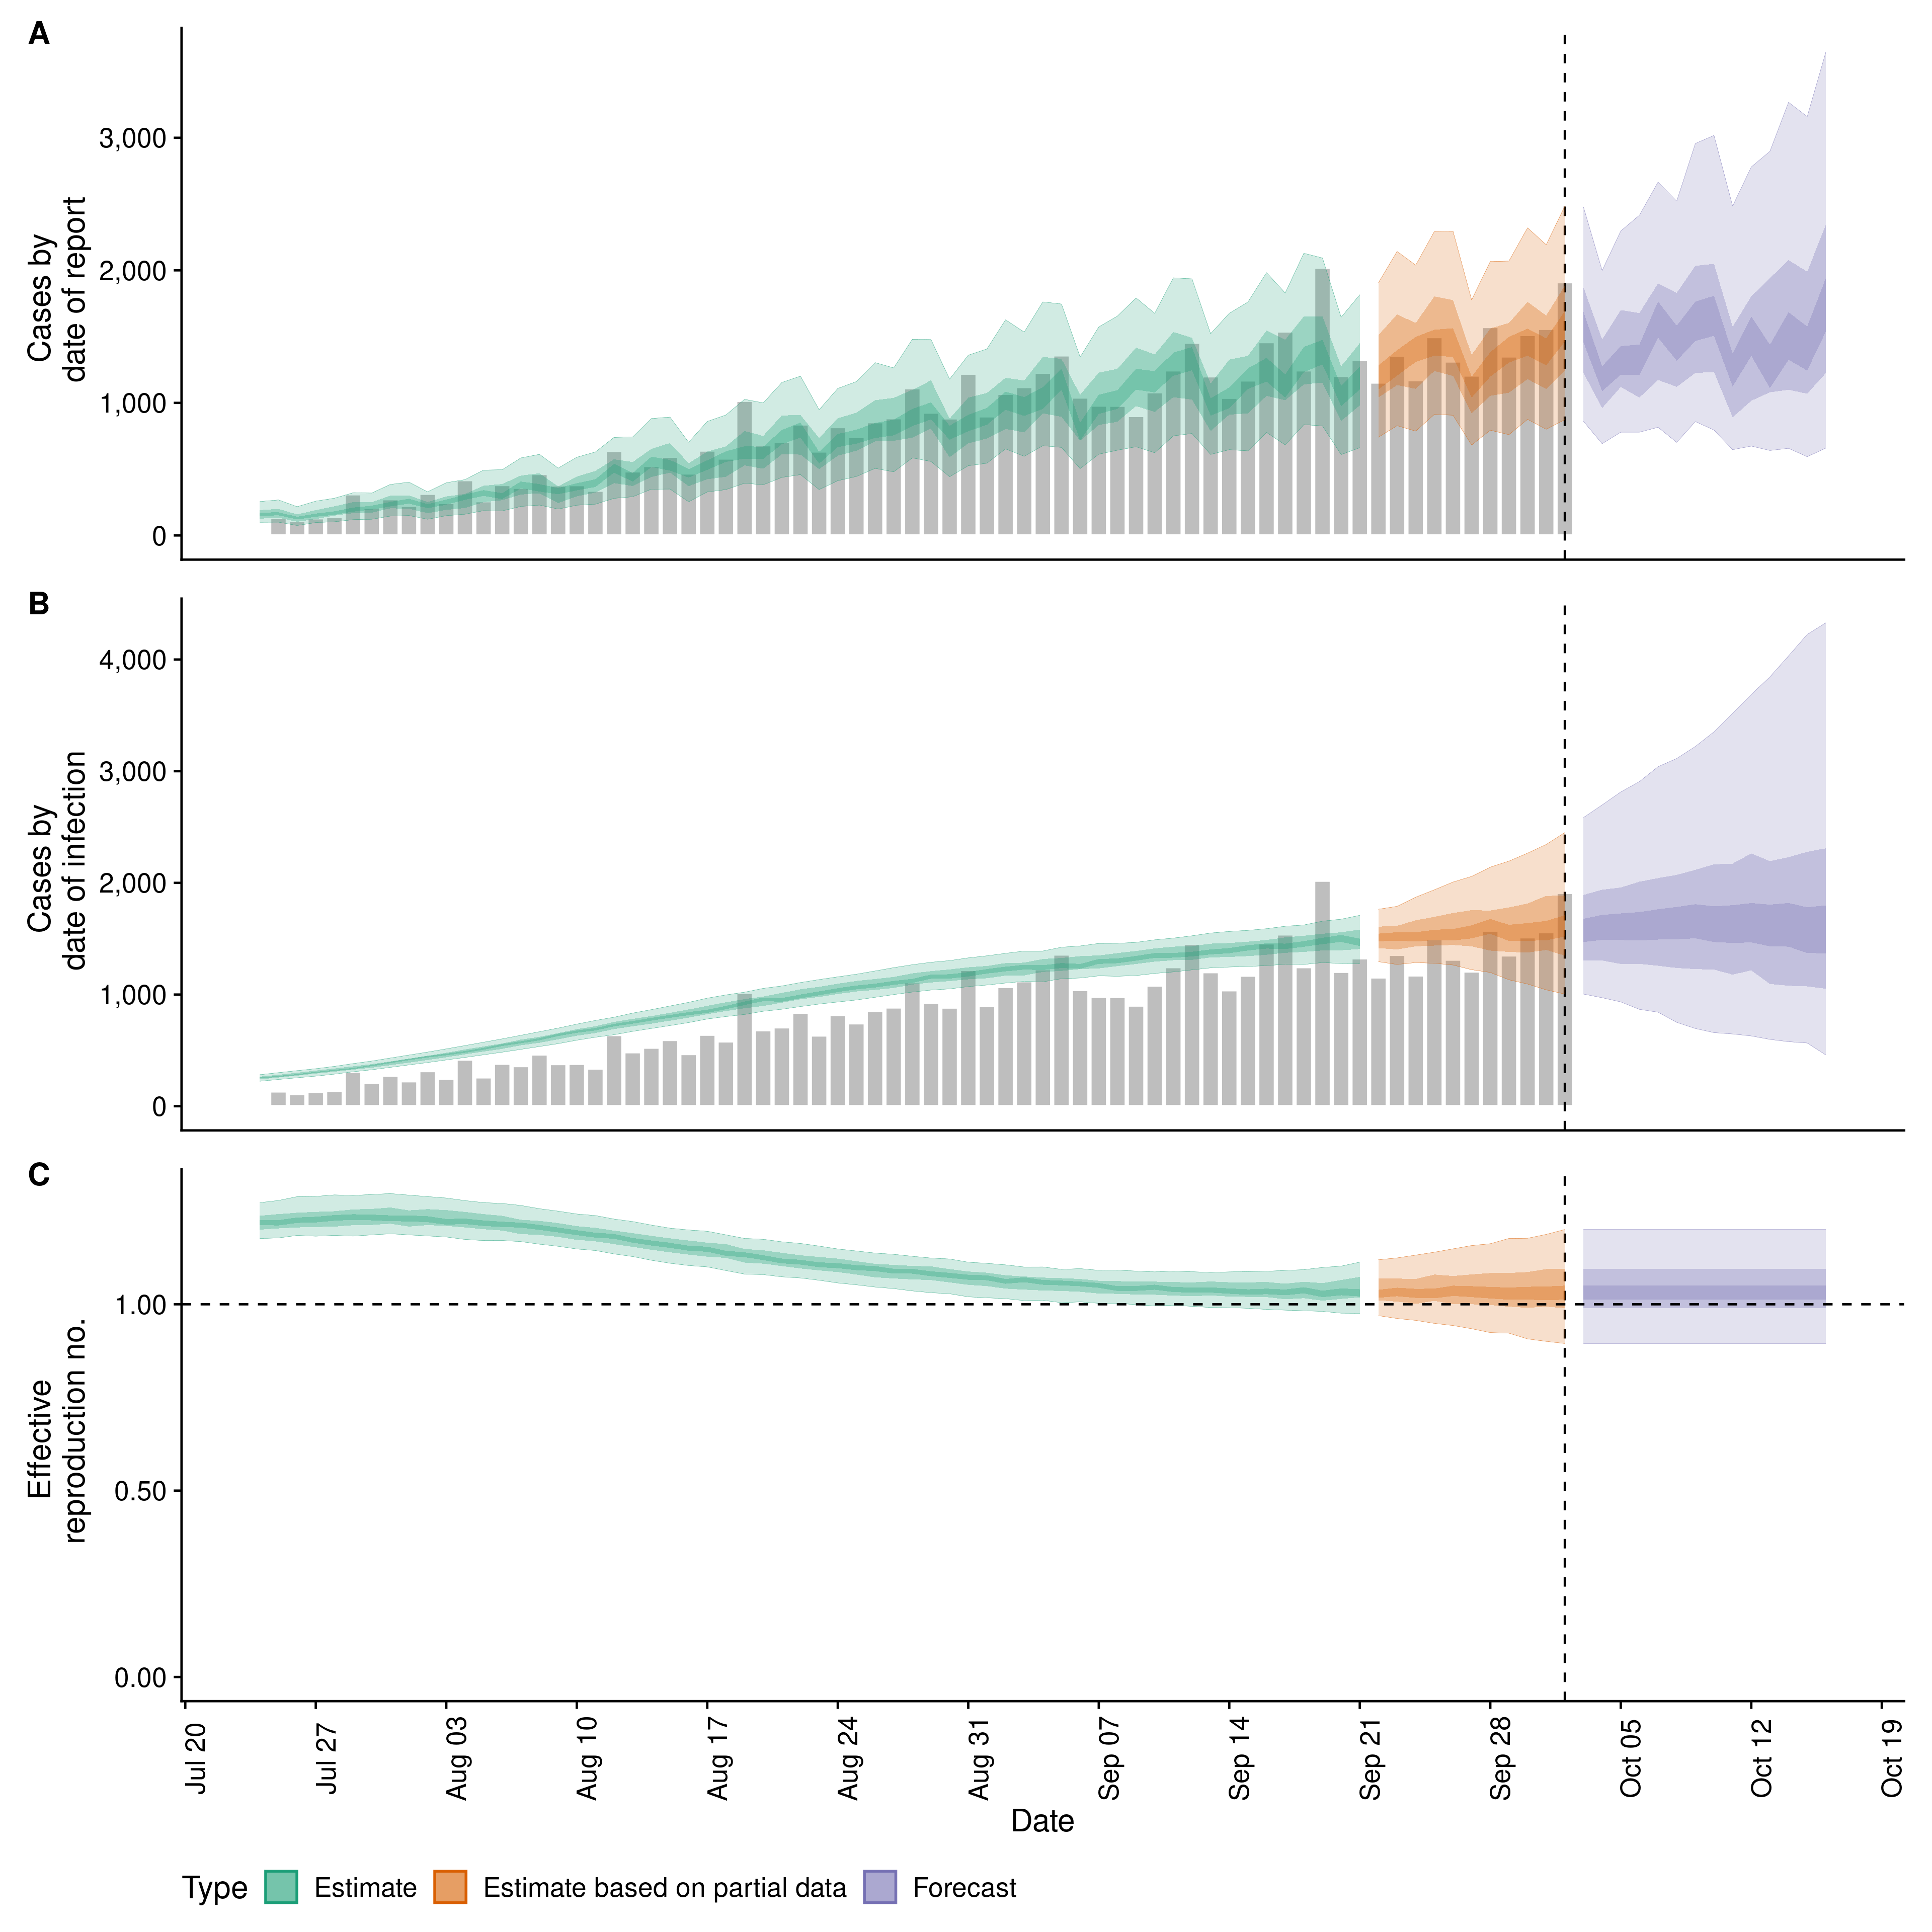 A
Cases by
date of report
3,000
2,000
1,000
0
B
Cases by
date of infection
4,000
3,000
2,000
1,000
0
C
Effective
reproduction no.
1.00
0.50
0.00
Jul 20
Jul 27
Aug 03
Aug 10
Aug 17
Aug 24
Aug 31
Sep 07
Sep 14
Sep 21
Sep 28
Oct 05
Oct 12
Oct 19
Date
Type Estimate Estimate based on partial data Forecast